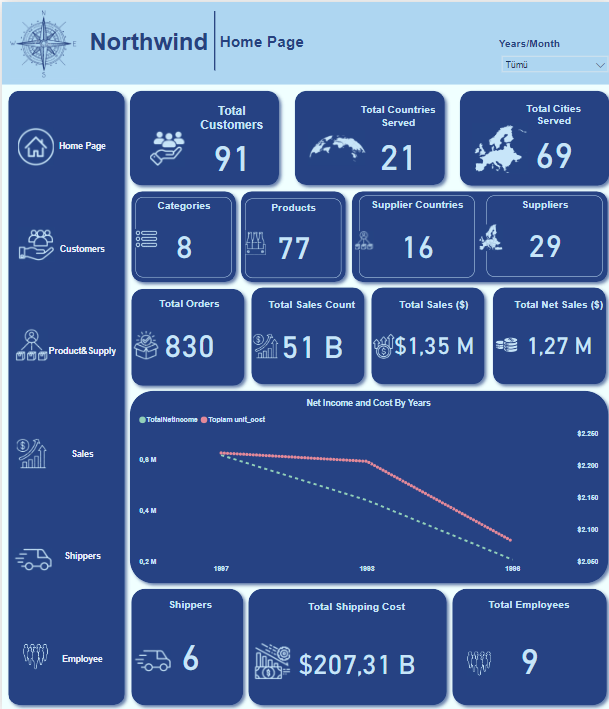 N
W
E
S
Northwind
Home Page
Years/Month
Tümü
Home Page
Customers
Product&Supply
Sales
Shippers
Employee
Total
Customers
91
Total Countries
Served
21
Total Cities
Served
69
Categories
8
Products
77
Supplier Countries
16
Suppliers
29
Total Orders
830
Total Sales Count
51 B
Total Sales ($)
$1,35 M
Total Net Sales ($)
1,27 M
Net Income and Cost By Years
TotalNetIncome Toplam unit_cost
0,6 M
0,4 M
0,2 M
$2.250
$2.200
$2.150
$2.100
$2.050
1997
Shippers
6
Total Shipping Cost
$207,31 B
Total Employees
9